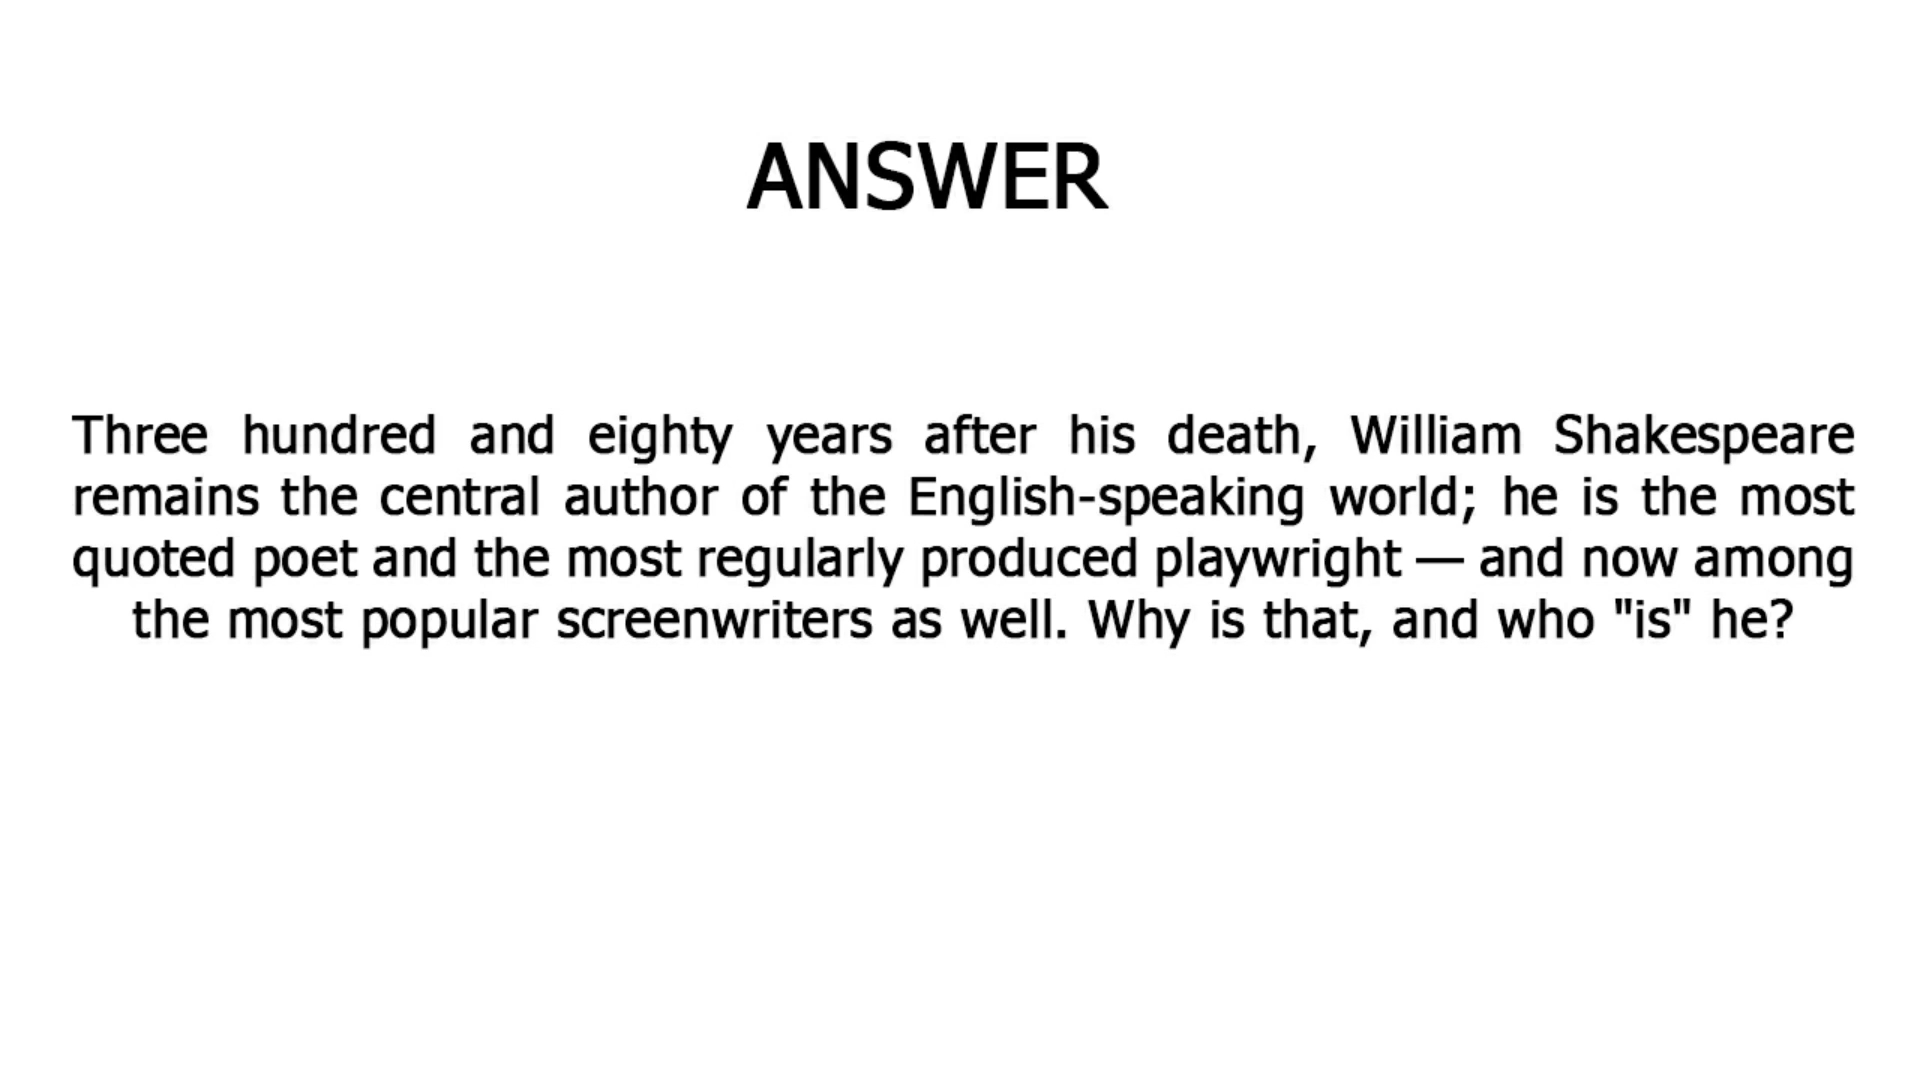 ANSWER
Three hundred and eighty years after his death, William Shakespeare
remains the central author of the English-speaking world; he is the most
quoted poet and the most regularly produced playwright — and now among
the most popular screenwriters as well. Why is that, and who "is" he?